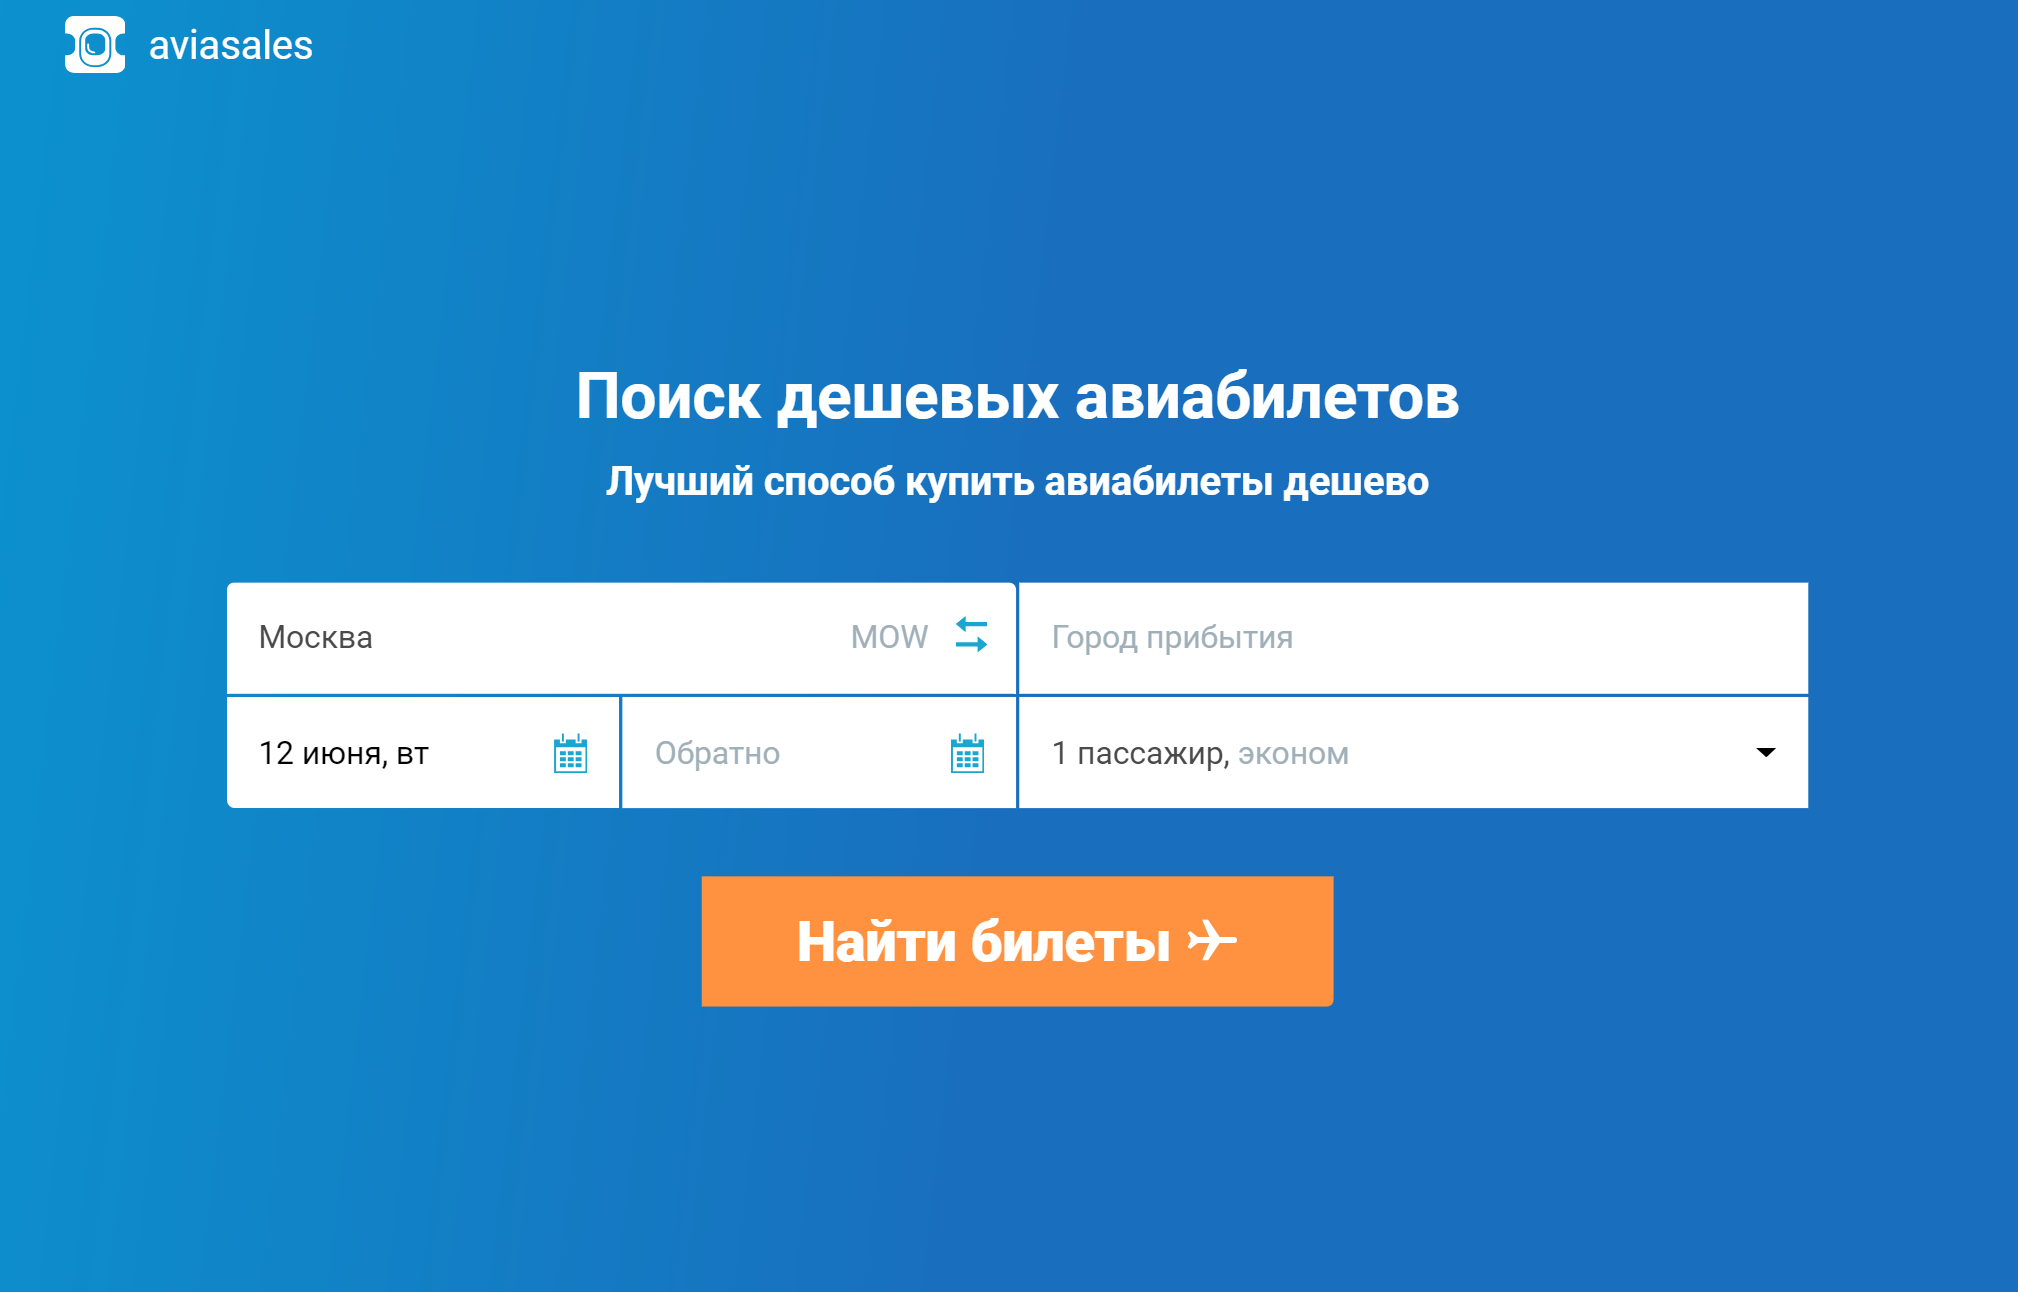 aviasales
Поиск дешевых авиабилетов
Лучший способ купить авиабилеты дешево
Москва MOW Город прибытия
12 июня, вт Обратно 1 пассажир, эконом
Найти билеты